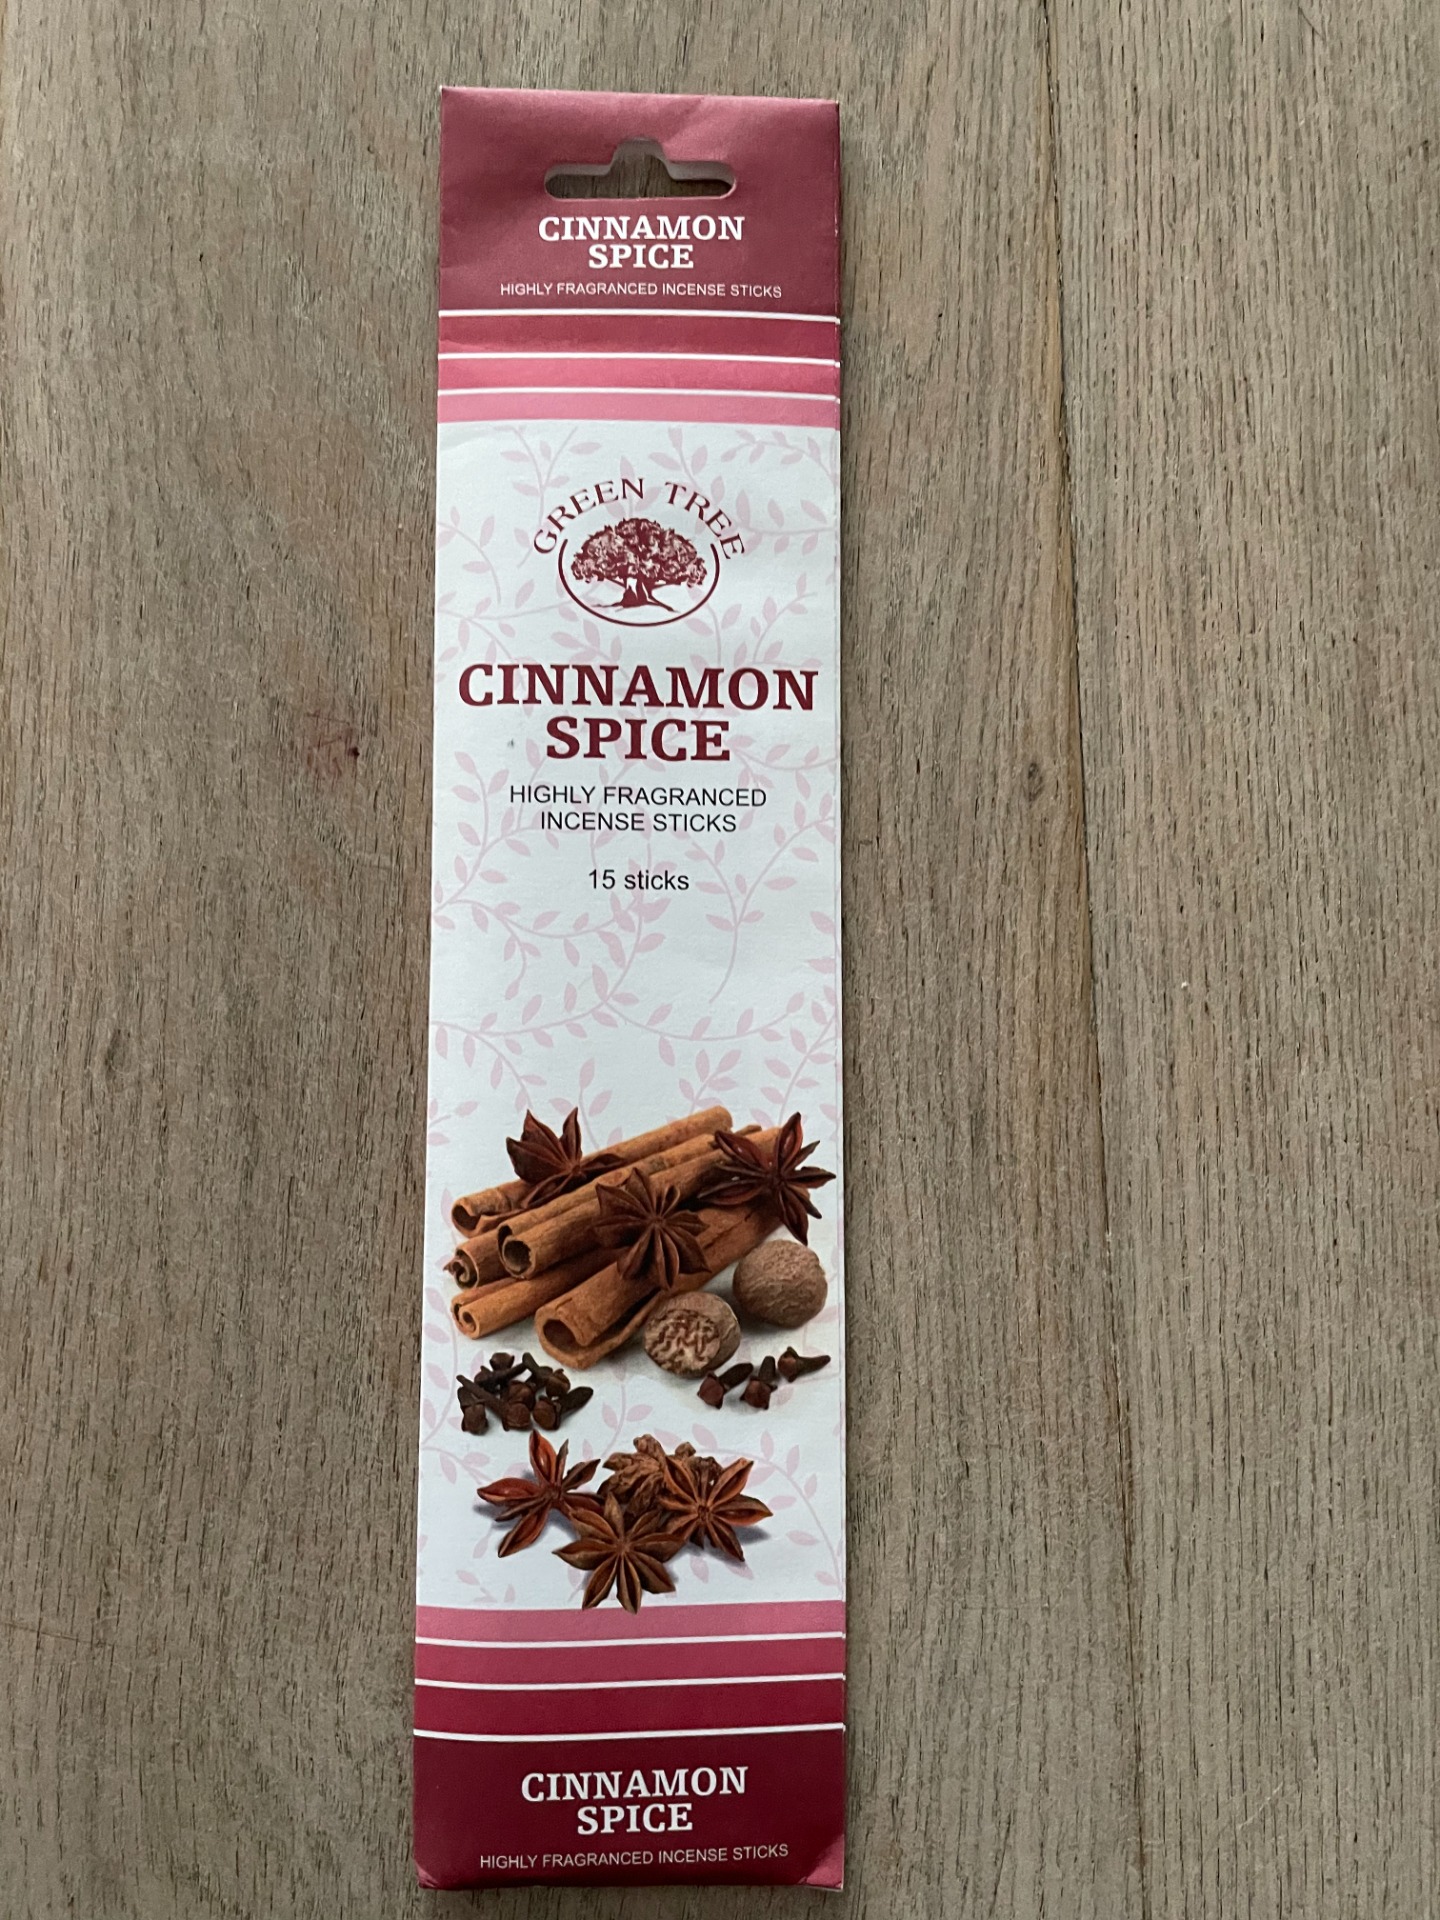 CINNAMON
SPICE
HIGHLY FRAGRANCED INCENSE STICKS
GREEN TREE
CINNAMON
SPICE
HIGHLY FRAGRANCED
INCENSE STICKS
15 sticks
CINNAMON
SPICE
HIGHLY FRAGRANCED INCENSE STICKS